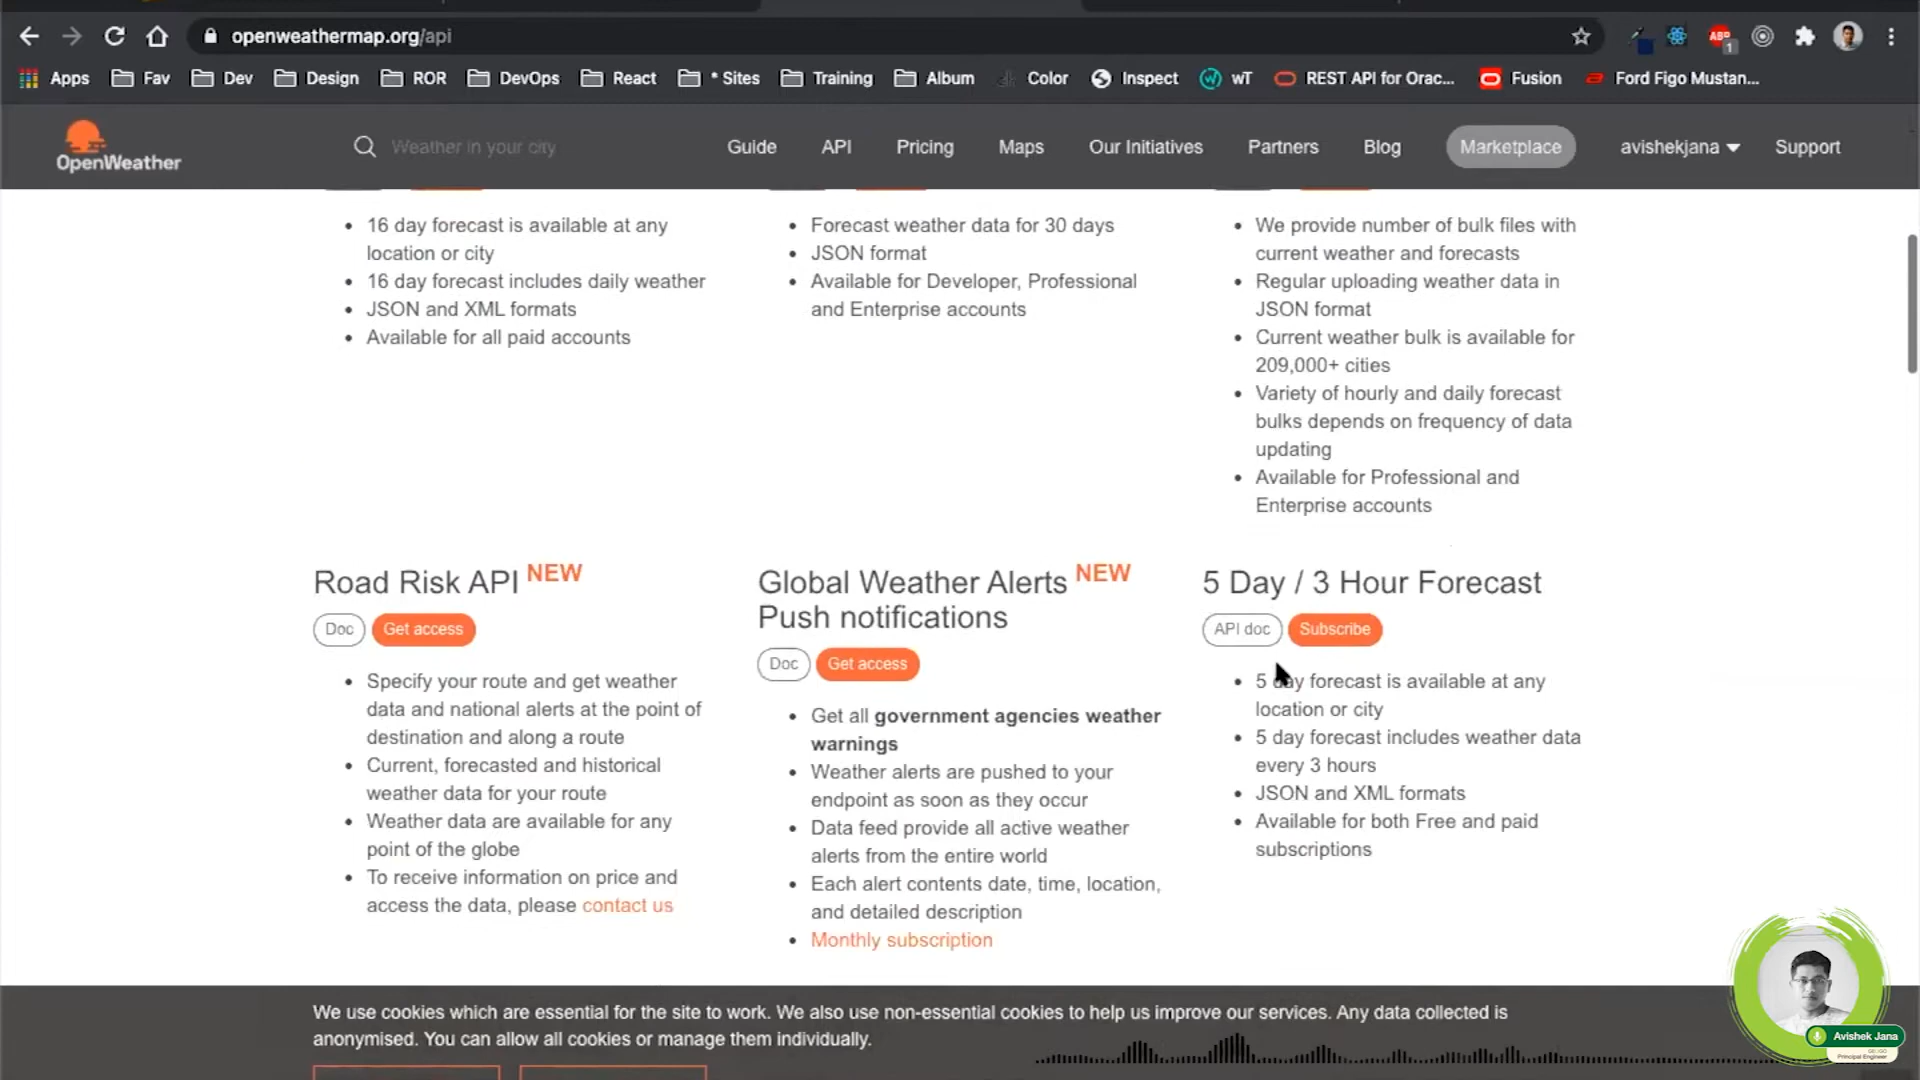 openweathermap.org/api
ABP
1
Apps
Fav
Dev
Design
ROR
DevOps
React
* Sites
Training
Album
Color
Inspect
wT
REST API for Orac...
Fusion
Ford Figo Mustan...
OpenWeather
Weather in your city
Guide
API
Pricing
Maps
Our Initiatives
Partners
Blog
Marketplace
avishekjana
Support
16 day forecast is available at any
location or city
16 day forecast includes daily weather
JSON and XML formats
Available for all paid accounts
Forecast weather data for 30 days
JSON format
Available for Developer, Professional
and Enterprise accounts
We provide number of bulk files with
current weather and forecasts
Regular uploading weather data in
JSON format
Current weather bulk is available for
209,000+ cities
Variety of hourly and daily forecast
bulks depends on frequency of data
updating
Available for Professional and
Enterprise accounts
Road Risk API NEW
Doc
Get access
Specify your route and get weather
data and national alerts at the point of
destination and along a route
Current, forecasted and historical
weather data for your route
Weather data are available for any
point of the globe
To receive information on price and
access the data, please contact us
Global Weather Alerts NEW
Push notifications
Doc
Get access
Get all government agencies weather
warnings
Weather alerts are pushed to your
endpoint as soon as they occur
Data feed provide all active weather
alerts from the entire world
Each alert contents date, time, location,
and detailed description
Monthly subscription
5 Day / 3 Hour Forecast
API doc
Subscribe
5 day forecast is available at any
location or city
5 day forecast includes weather data
every 3 hours
JSON and XML formats
Available for both Free and paid
subscriptions
We use cookies which are essential for the site to work. We also use non-essential cookies to help us improve our services. Any data collected is
anonymised. You can allow all cookies or manage them individually.
Avishek Jana
Principal Engineer